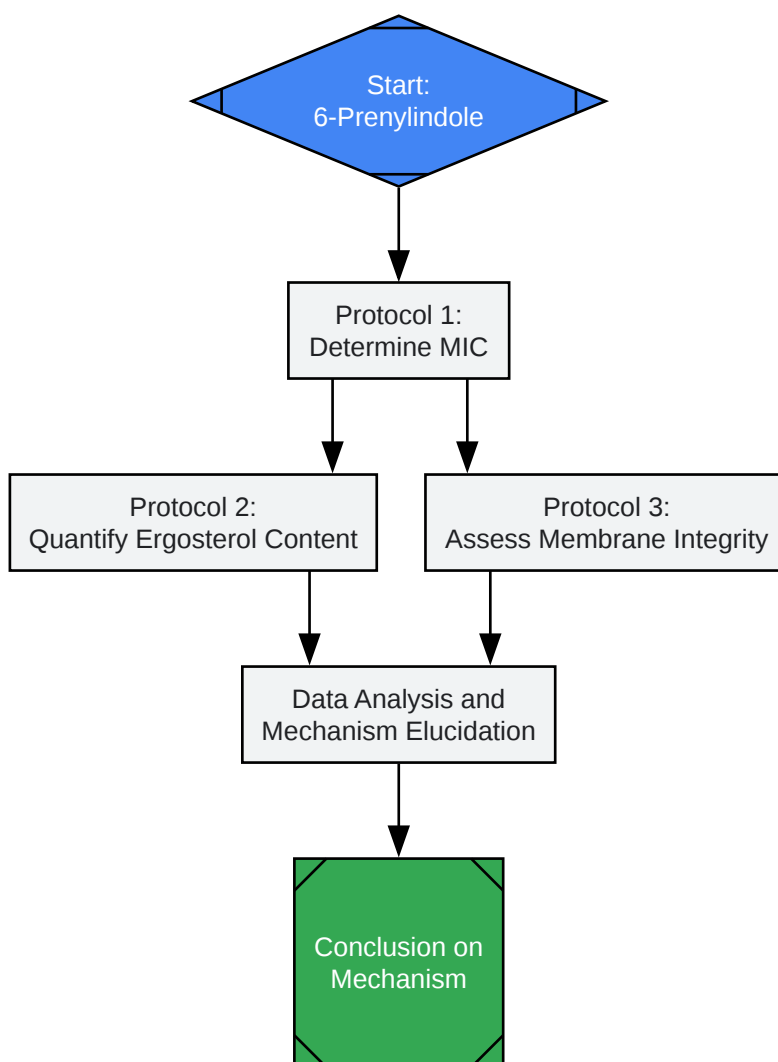 Start:
6-Prenylindole
Protocol 1:
Determine MIC
Protocol 2:
Quantify Ergosterol Content
Protocol 3:
Assess Membrane Integrity
Data Analysis and
Mechanism Elucidation
Conclusion on
Mechanism